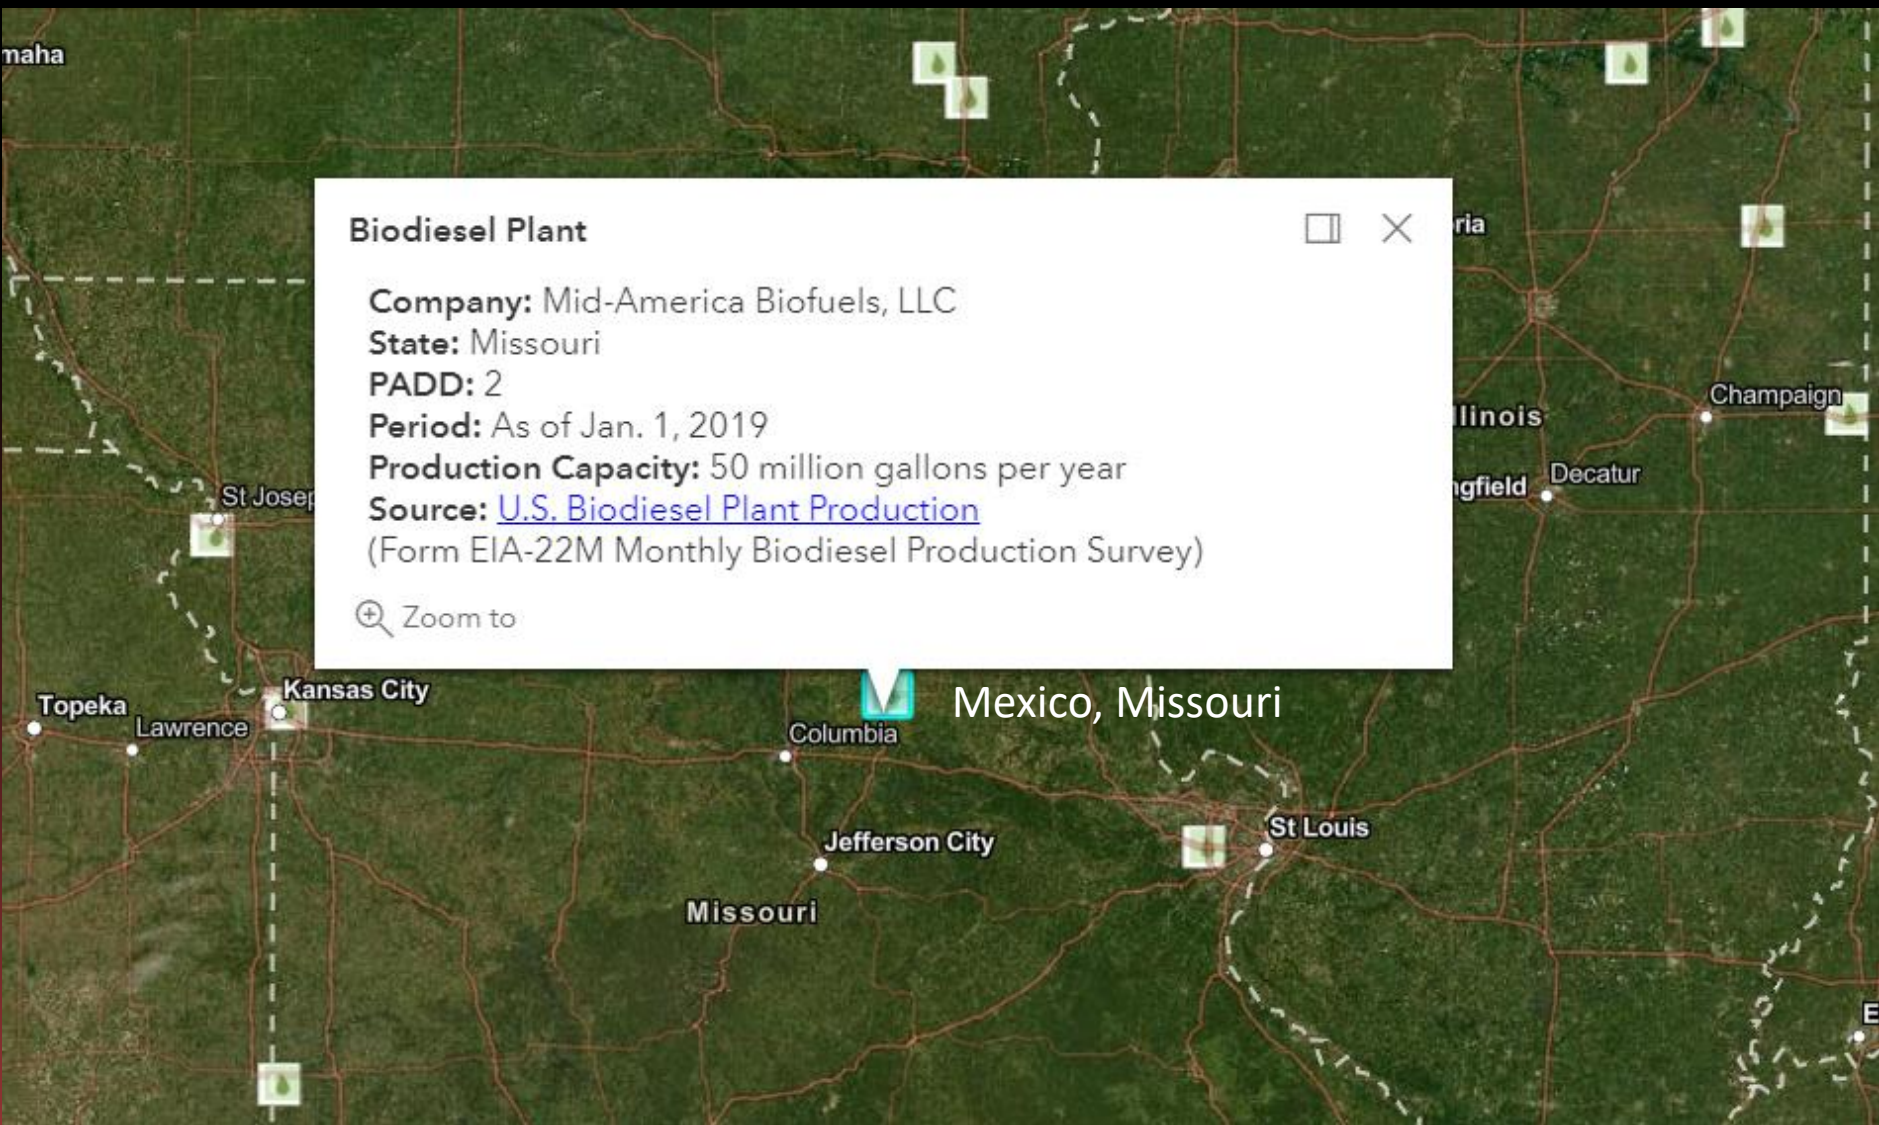 maha
Biodiesel Plant
ria
Company: Mid-America Biofuels, LLC
State: Missouri
PADD: 2
Champaign
Period: As of Jan. 1, 2019
llinois
Production Capacity: 50 million gallons per year
Decatur
ngfield
St Josep
Source: U.S. Biodiesel Plant Production
(Form EIA-22M Monthly Biodiesel Production Survey)
Zoom to
Kansas City
Topeka
Mexico, Missouri
Lawrence
Columbia
St Louis
Jefferson City
Missouri
E